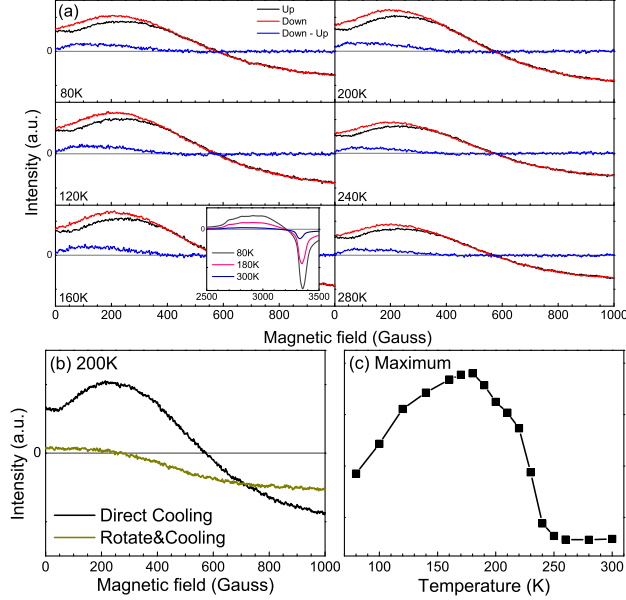 (a)
Up
Down
Down - Up
0
80K
200K
0
120K
240K
0
160K
280K
0
80K
180K
300K
2500 3000 3500
0 200 400 600 800 0 200 400 600 800 1000
Intensity (a.u.)
Magnetic field (Gauss)
(b) 200K
0
Direct Cooling
Rotate&Cooling
0 200 400 600 800 1000
Intensity (a.u.)
Magnetic field (Gauss)
(c) Maximum
100 150 200 250 300
Temperature (K)